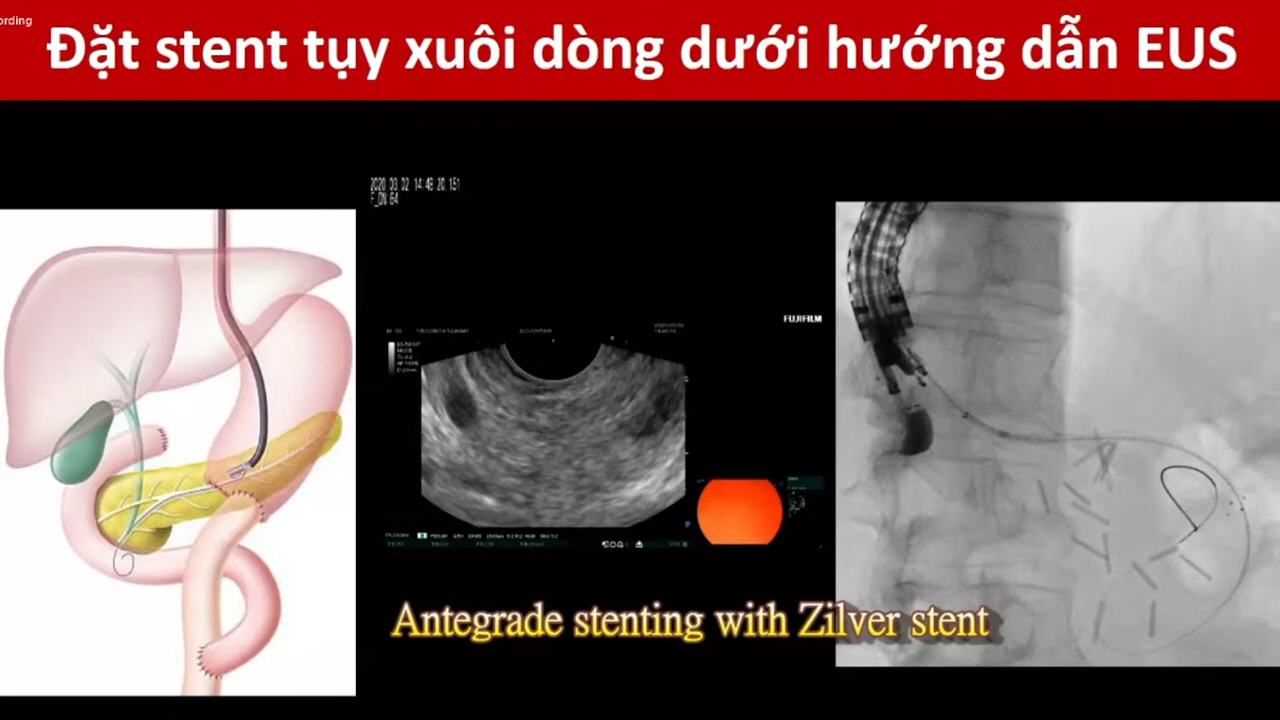 ording
Đặt stent tụy xuôi dòng dưới hướng dẫn EUS
2020.03.02 14:48:20.151
FUJIFILM
Antegrade stenting with Zilver stent